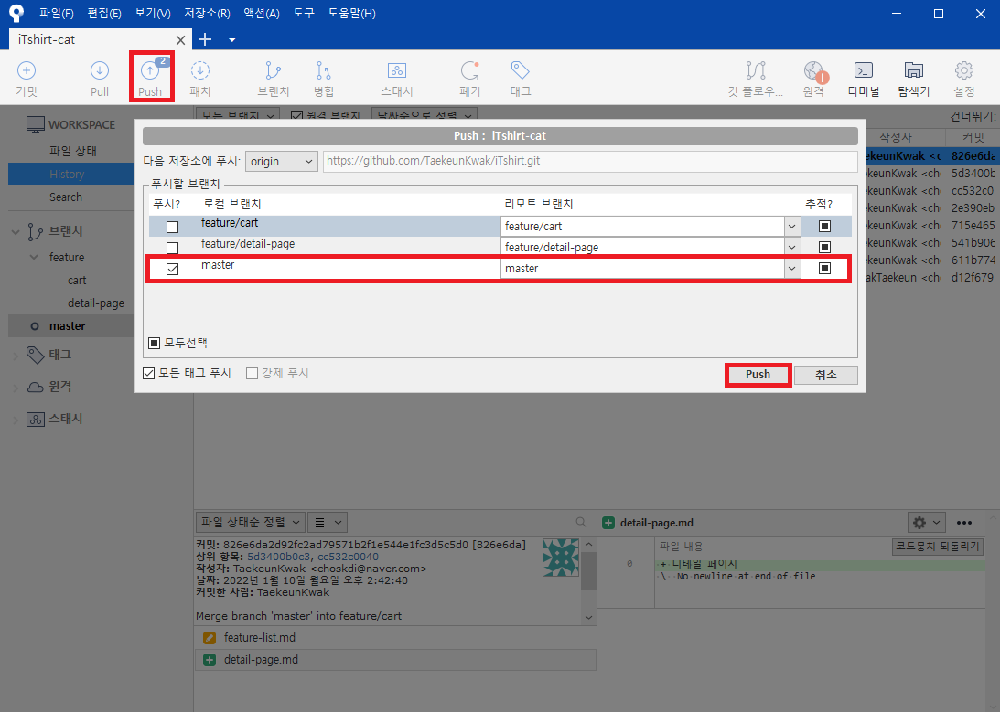 파일(F) 편집(E) 보기(V) 저장소(R) 액션(A) 도구 도움말(H)
iTshirt-cat
2
커밋 Pull Push 패치 브랜치 병합 스태시 폐기 태그 깃 플로우... 원격 터미널 탐색기 설정
모든 브랜치 원격 브랜치 날짜순으로 정렬 건너뛰기:
WORKSPACE
파일 상태
History
Search
브랜치
feature
cart
detail-page
master
태그
원격
스태시
Push : iTshirt-cat
다음 저장소에 푸시: origin https://github.com/TaekeunKwak/iTshirt.git
푸시할 브랜치
푸시? 로컬 브랜치 리모트 브랜치 추적?
feature/cart feature/cart
feature/detail-page feature/detail-page
master master
모두선택
모든 태그 푸시 강제 푸시 Push 취소
작성자 커밋
ekeunKwak <c 826e6da
ekeunKwak <ch 5d3400b
ekeunKwak <ch cc532c0
ekeunKwak <ch 2e390eb
ekeunKwak <ch 715e465
ekeunKwak <ch 541b906
ekeunKwak <ch 611b774
akTaekeun <ch d12f679
파일 상태순 정렬
커밋: 826e6da2d92fc2ad79571b2f1e544e1fc3d5c5d0 [826e6da]
상위 항목: 5d3400b0c3, cc532c0040
작성자: TaekeunKwak <choskdi@naver.com>
날짜: 2022년 1월 10일 월요일 오후 2:42:40
커밋한 사람: TaekeunKwak
Merge branch 'master' into feature/cart
feature-list.md
detail-page.md
detail-page.md
파일 내용 코드뭉치 되돌리기
0 + 디테일 페이지
\ No newline at end of file